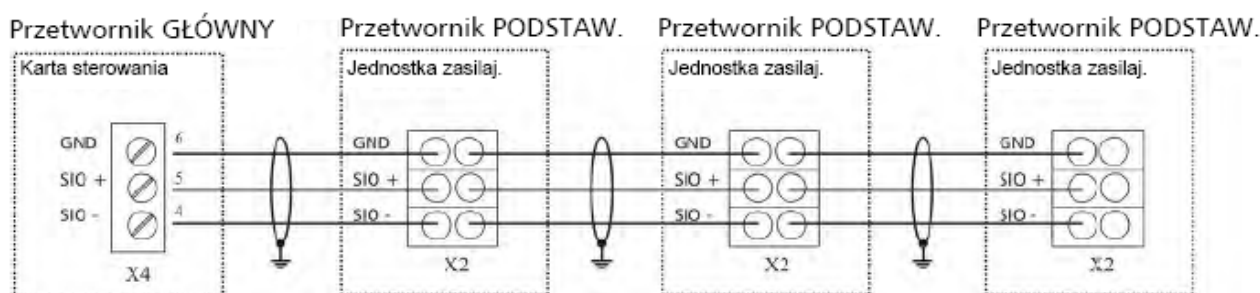 Przetwornik GŁÓWNY Przetwornik PODSTAW. Przetwornik PODSTAW. Przetwornik PODSTAW.
Karta sterowania Jednostka zasilaj. Jednostka zasilaj. Jednostka zasilaj.
GND 6 GND GND GND
SIO + 5 SIO + SIO + SIO +
SIO - 4 SIO - SIO - SIO -
X4 X2 X2 X2